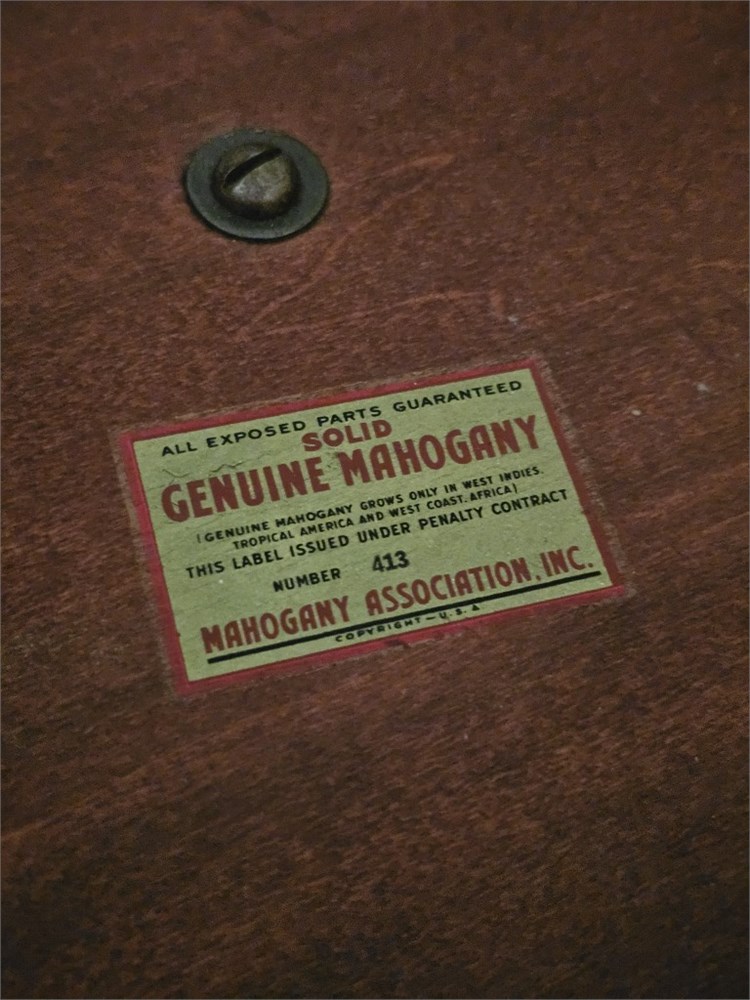 ALL EXPOSED PARTS GUARANTEED
SOLID
GENUINE MAHOGANY
(GENUINE MAHOGANY GROWS ONLY IN WEST INDIES.
TROPICAL AMERICA AND WEST COAST. AFRICA)
THIS LABEL ISSUED UNDER PENALTY CONTRACT
NUMBER 413
MAHOGANY ASSOCIATION, INC.
COPYRIGHT—U.S.A